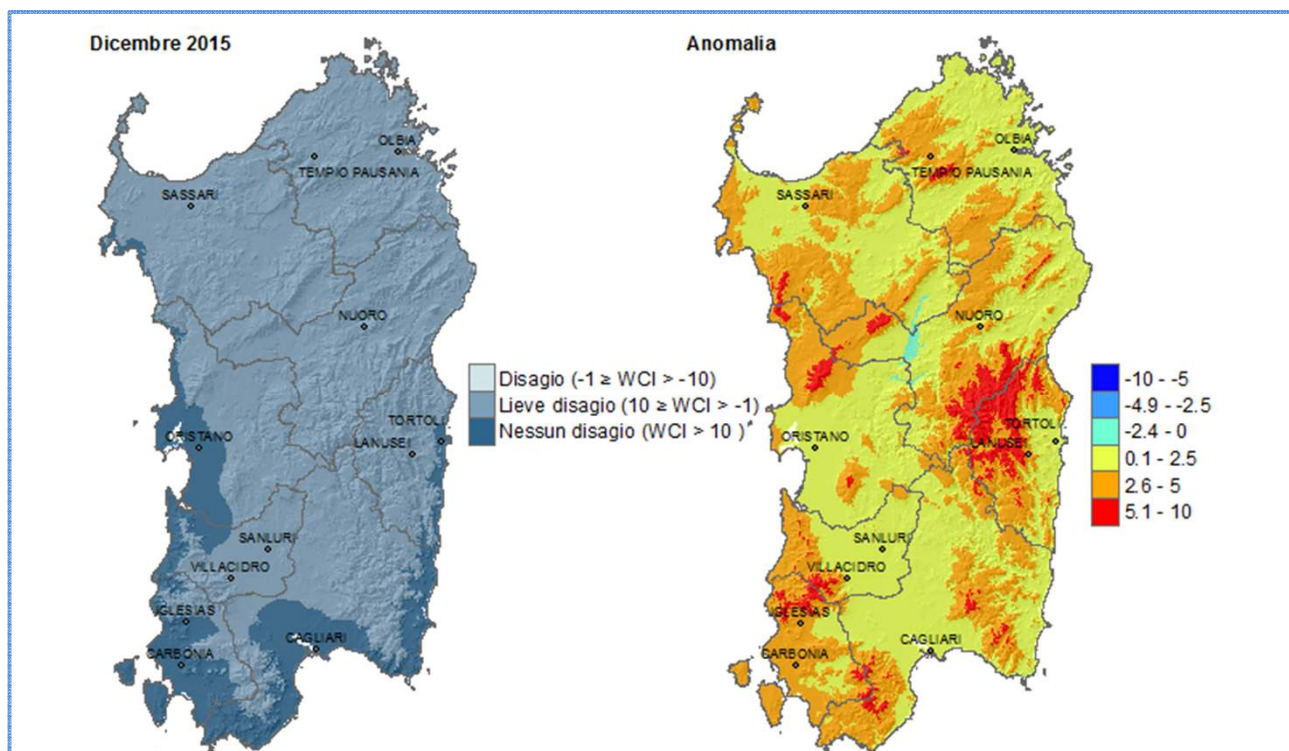 Dicembre 2015
OLBIA
TEMPIO PAUSANIA
SASSARI
NUORO
TORTOLI
ORISTANO
LANUSEI
SANLURI
VILLACIDRO
IGLESIAS
CAGLIARI
CARBONIA
Disagio (-1 ≥ WCI > -10)
Lieve disagio (10 ≥ WCI > -1)
Nessun disagio (WCI > 10 )*
Anomalia
OLBIA
TEMPIO PAUSANIA
SASSARI
NUORO
TORTOLI
ORISTANO
LANUSEI
SANLURI
VILLACIDRO
IGLESIAS
CAGLIARI
CARBONIA
-10 - -5
-4.9 - -2.5
-2.4 - 0
0.1 - 2.5
2.6 - 5
5.1 - 10